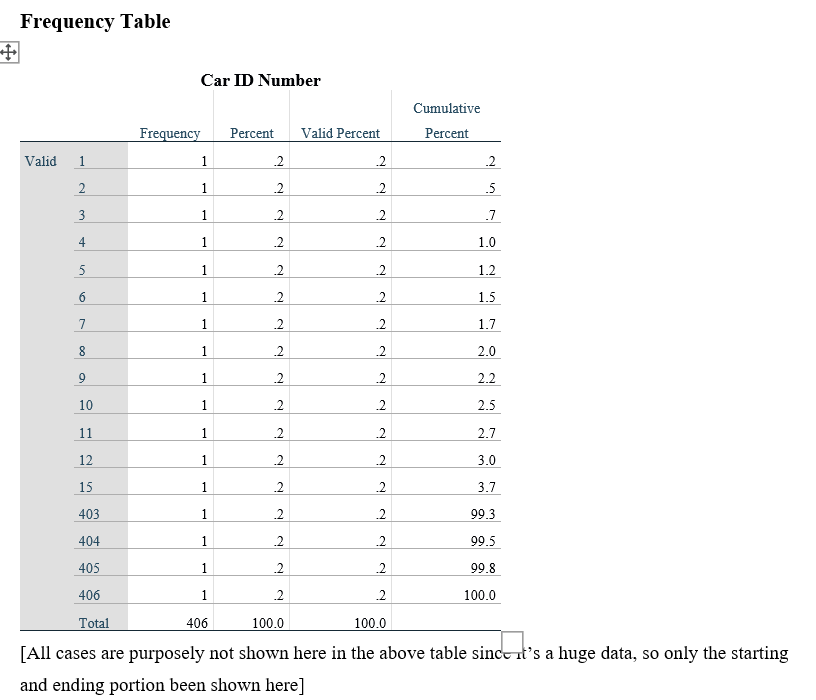 Frequency Table
Car ID Number
Cumulative
Frequency Percent Valid Percent Percent
Valid 1 1 .2 .2 .2
2 1 .2 .2 .5
3 1 .2 .2 .7
4 1 .2 .2 1.0
5 1 .2 .2 1.2
6 1 .2 .2 1.5
7 1 .2 .2 1.7
8 1 .2 .2 2.0
9 1 .2 .2 2.2
10 1 .2 .2 2.5
11 1 .2 .2 2.7
12 1 .2 .2 3.0
15 1 .2 .2 3.7
403 1 .2 .2 99.3
404 1 .2 .2 99.5
405 1 .2 .2 99.8
406 1 .2 .2 100.0
Total 406 100.0 100.0
[All cases are purposely not shown here in the above table since it’s a huge data, so only the starting
and ending portion been shown here]